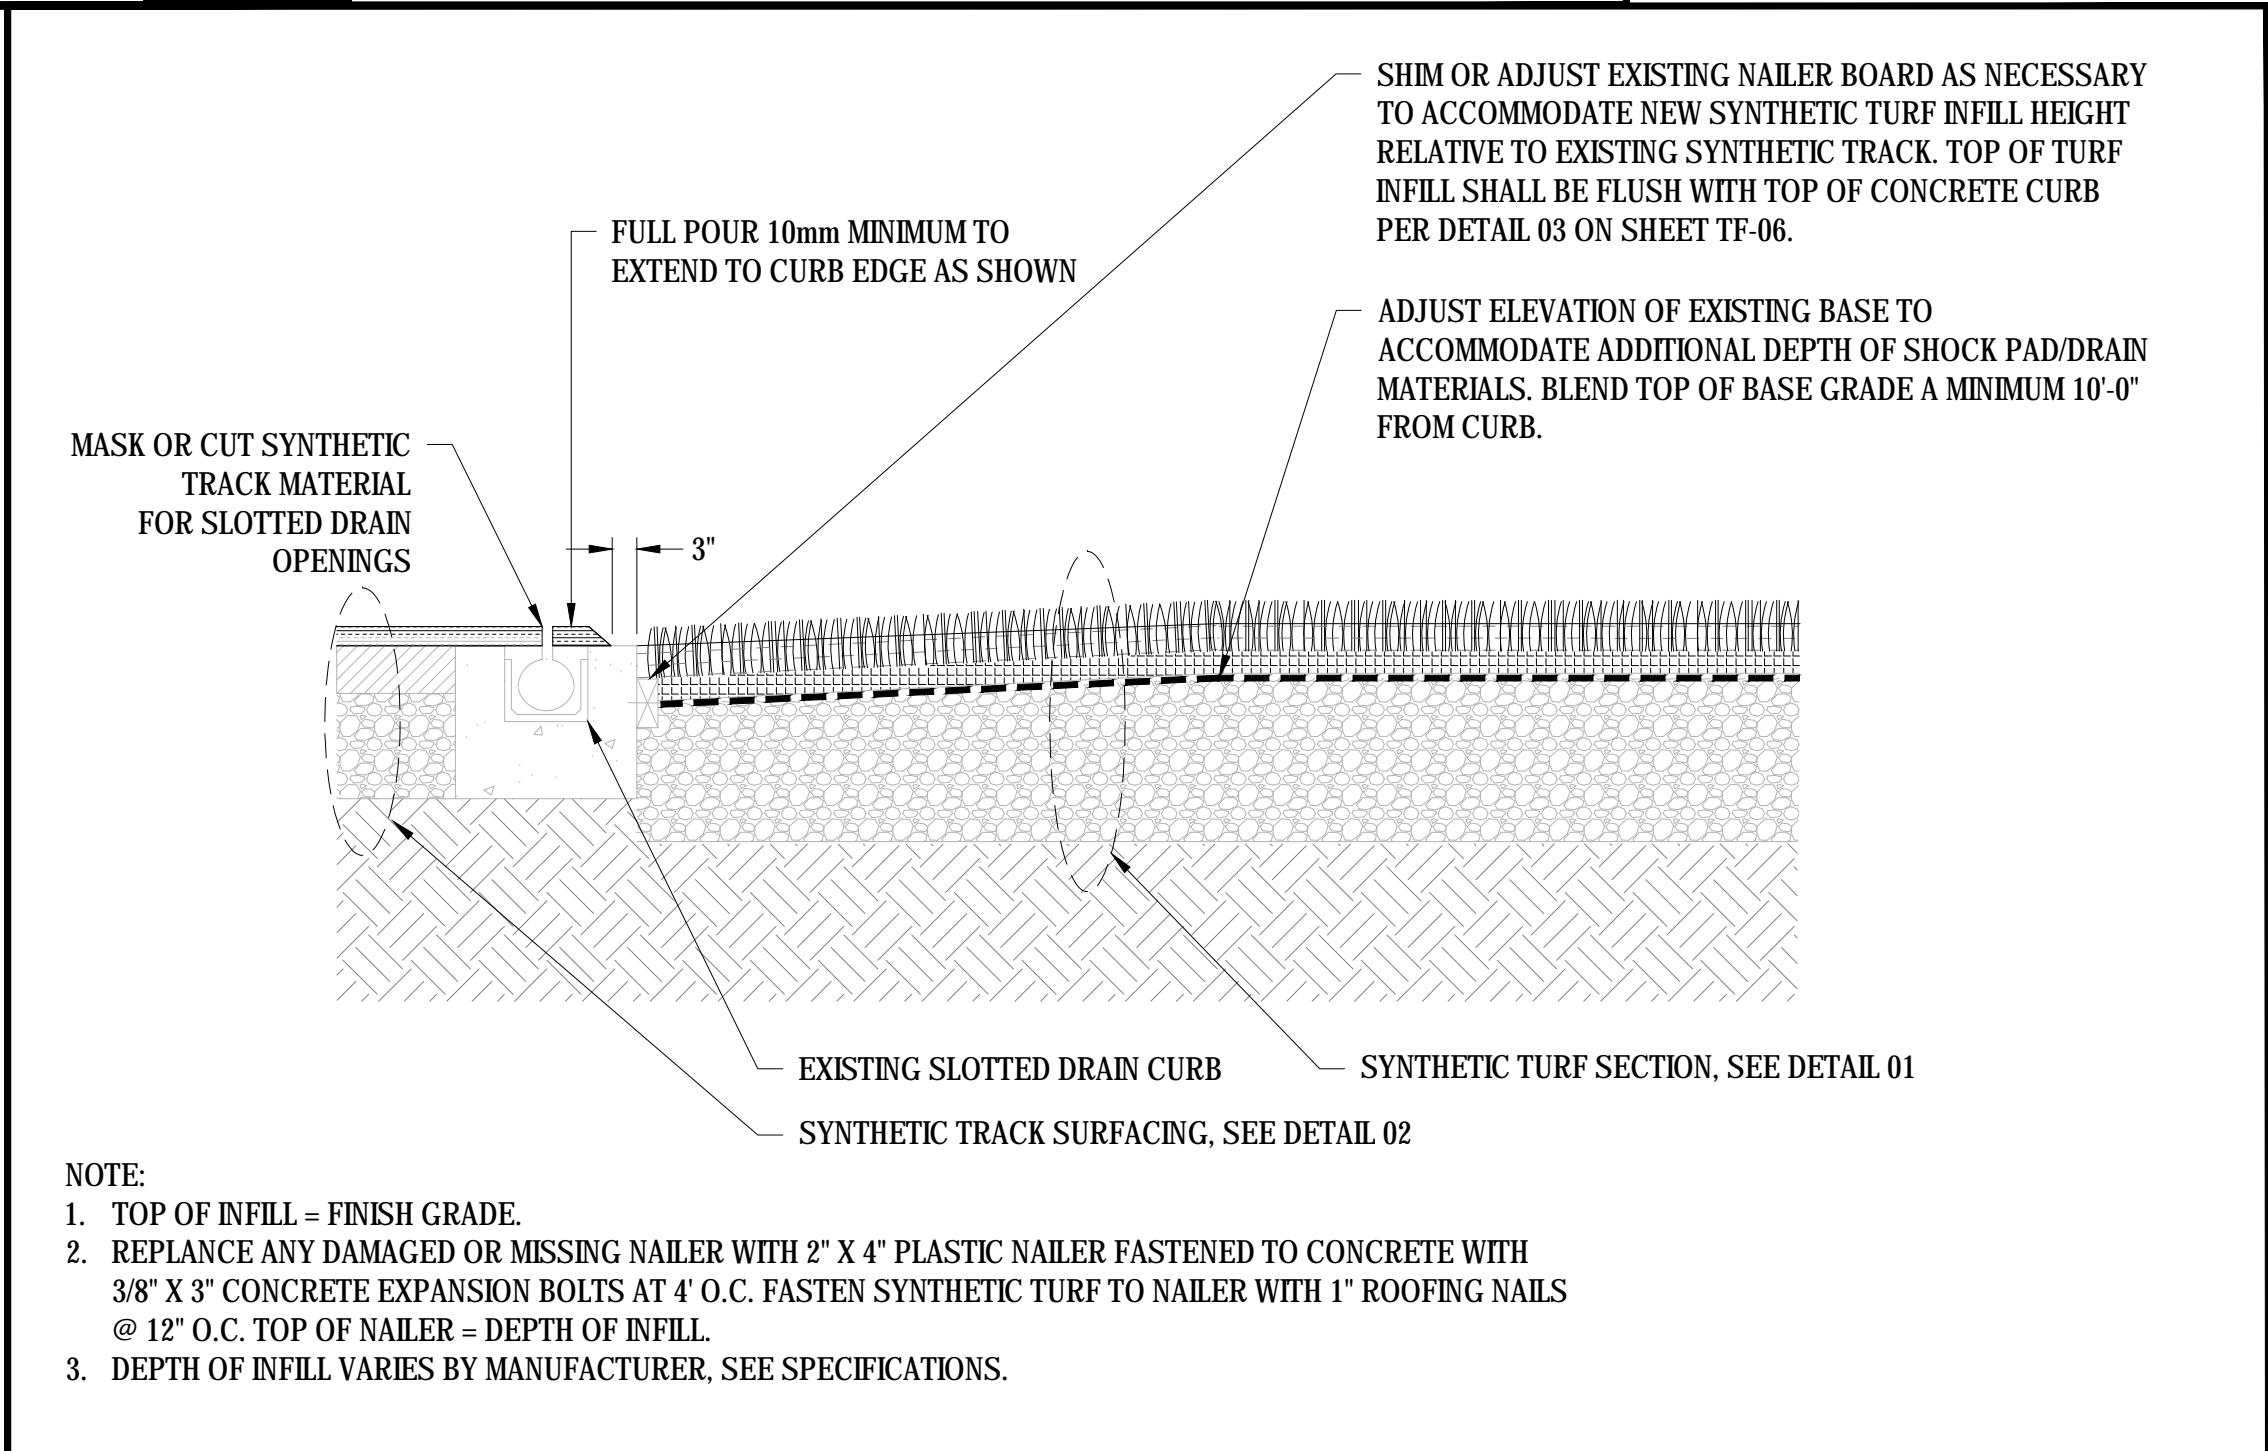 SHIM OR ADJUST EXISTING NAILER BOARD AS NECESSARY
TO ACCOMMODATE NEW SYNTHETIC TURF INFILL HEIGHT
RELATIVE TO EXISTING SYNTHETIC TRACK. TOP OF TURF
INFILL SHALL BE FLUSH WITH TOP OF CONCRETE CURB
PER DETAIL 03 ON SHEET TF-06.
FULL POUR 10mm MINIMUM TO
EXTEND TO CURB EDGE AS SHOWN
ADJUST ELEVATION OF EXISTING BASE TO
ACCOMMODATE ADDITIONAL DEPTH OF SHOCK PAD/DRAIN
MATERIALS. BLEND TOP OF BASE GRADE A MINIMUM 10'-0"
FROM CURB.
MASK OR CUT SYNTHETIC
TRACK MATERIAL
FOR SLOTTED DRAIN
OPENINGS
3"
EXISTING SLOTTED DRAIN CURB
SYNTHETIC TURF SECTION, SEE DETAIL 01
SYNTHETIC TRACK SURFACING, SEE DETAIL 02
NOTE:
1. TOP OF INFILL = FINISH GRADE.
2. REPLANCE ANY DAMAGED OR MISSING NAILER WITH 2" X 4" PLASTIC NAILER FASTENED TO CONCRETE WITH
3/8" X 3" CONCRETE EXPANSION BOLTS AT 4' O.C. FASTEN SYNTHETIC TURF TO NAILER WITH 1" ROOFING NAILS
@ 12" O.C. TOP OF NAILER = DEPTH OF INFILL.
3. DEPTH OF INFILL VARIES BY MANUFACTURER, SEE SPECIFICATIONS.